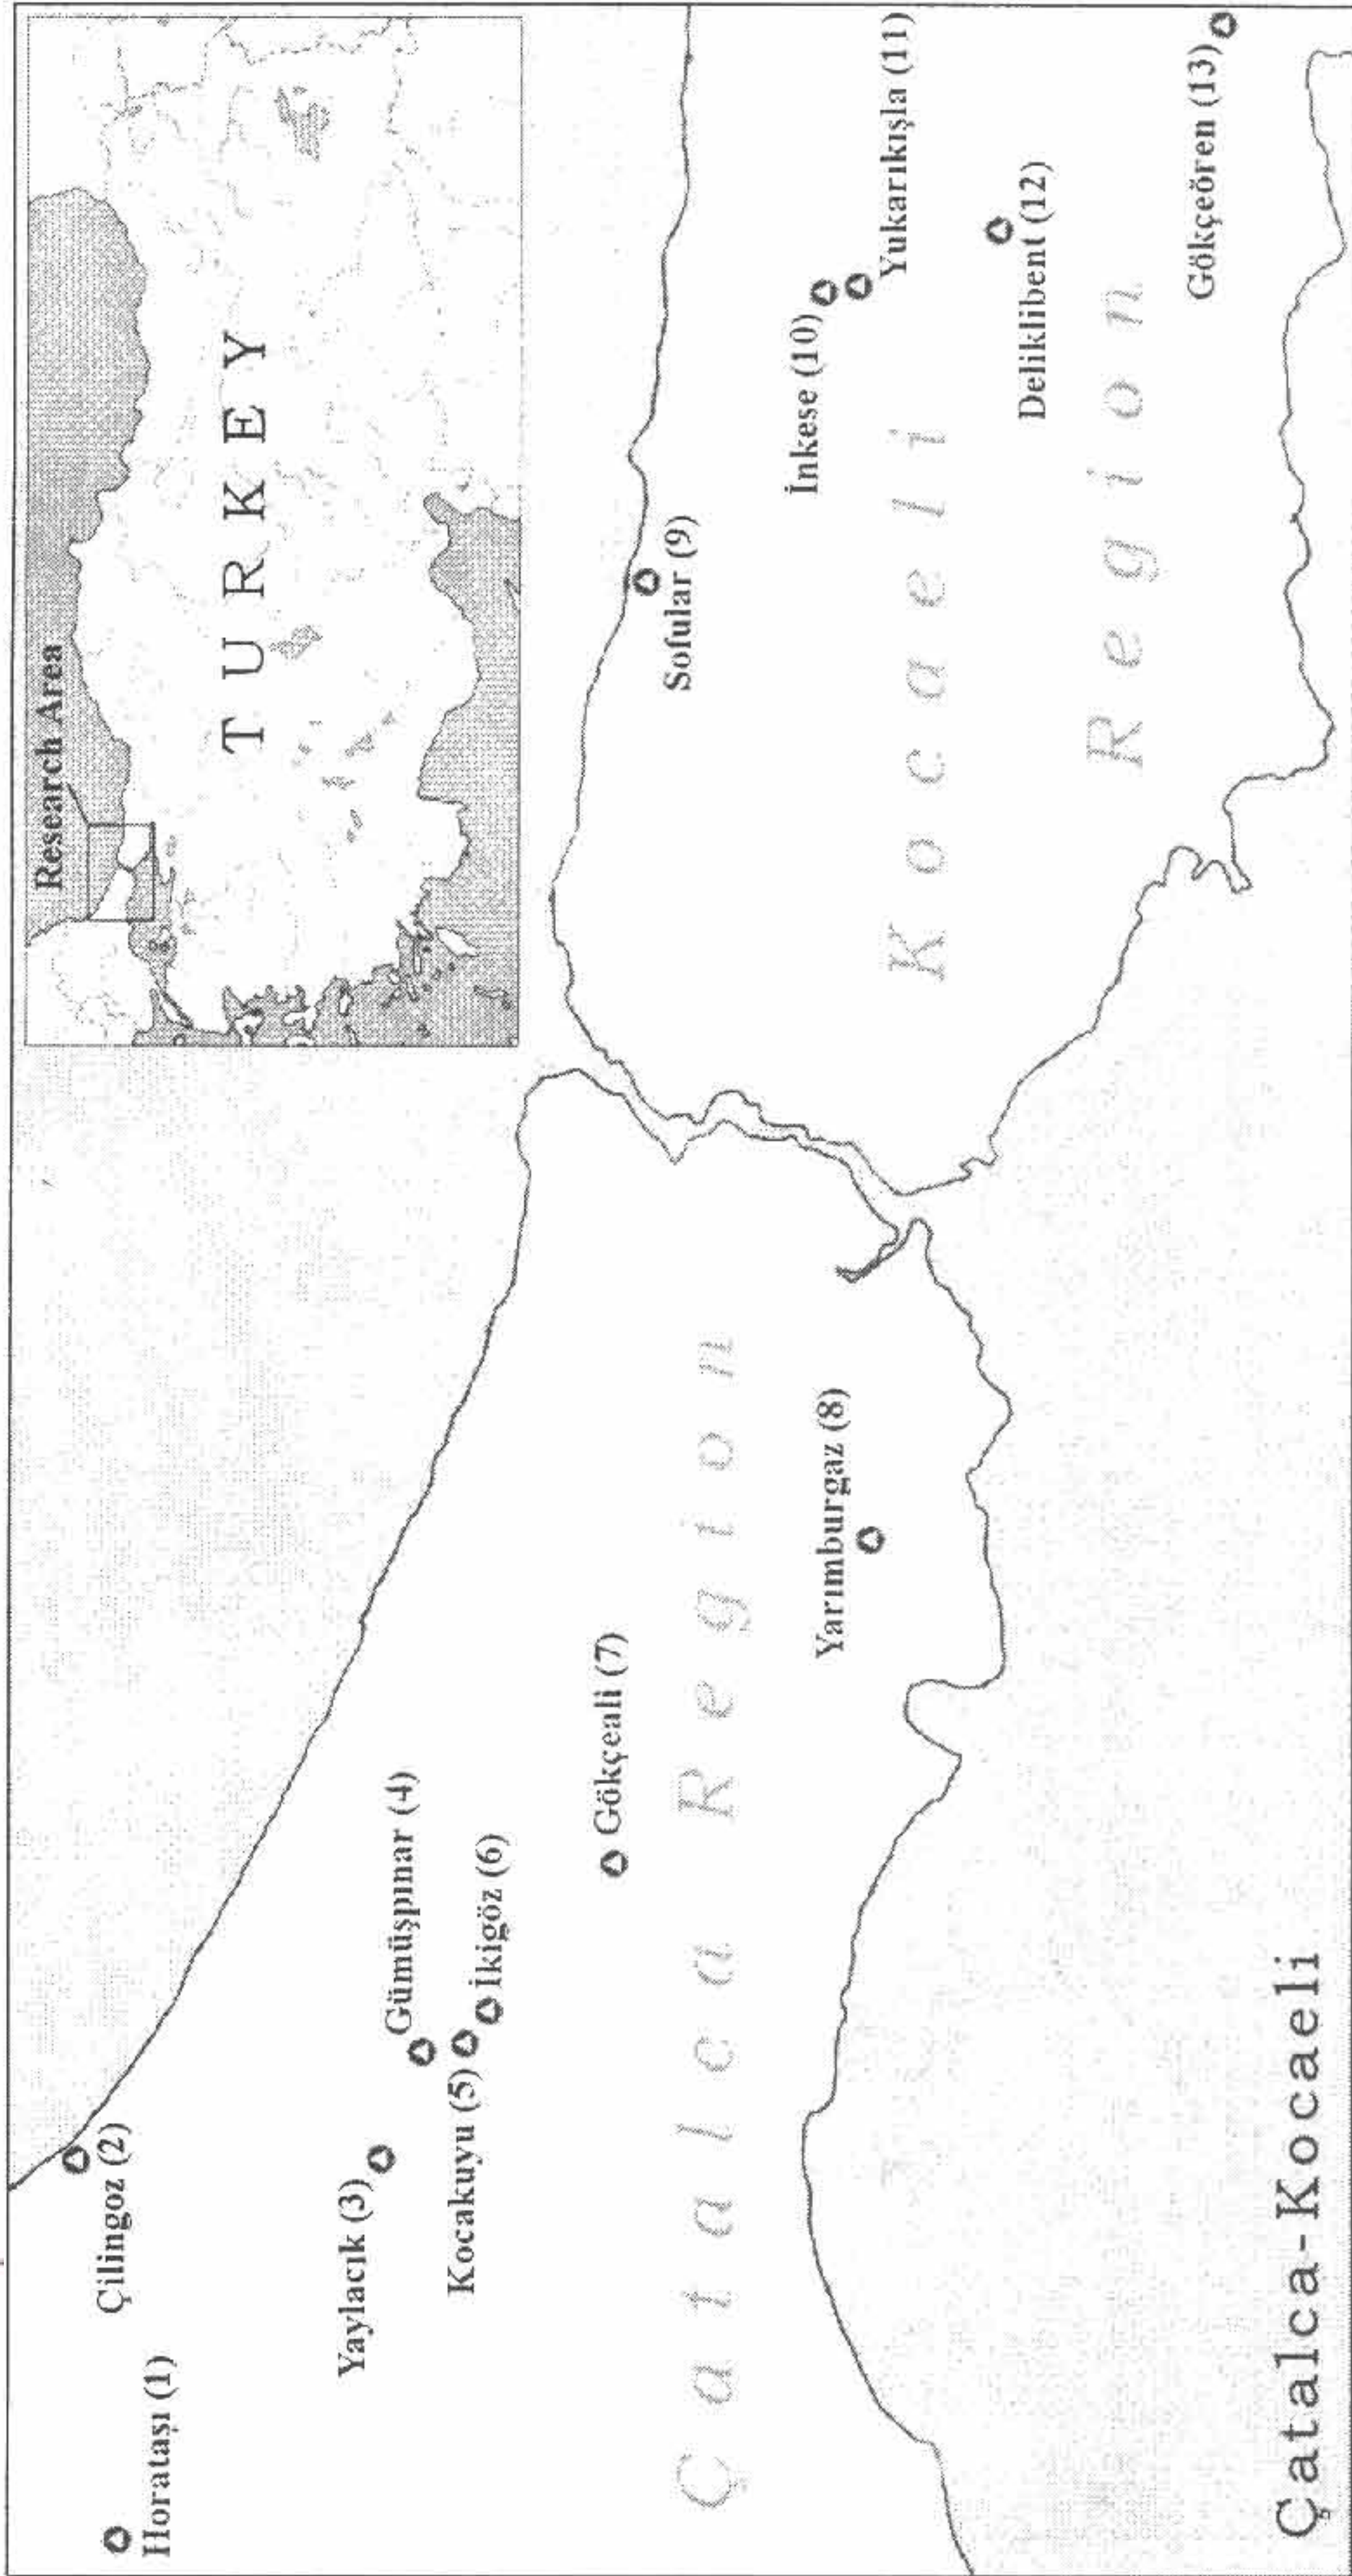 Research Area
T U R K E Y
Horataşı (1)
Çilingoz (2)
Yaylacık (3)
Gümüşpınar (4)
Kocakuyu (5)
İkigöz (6)
Gökçeali (7)
Yarımburgaz (8)
Sofular (9)
İnkese (10)
Yukarıkışla (11)
Deliklibent (12)
Gökçeören (13)
Çatalca Region
Kocaeli
Region
Çatalca-Kocaeli